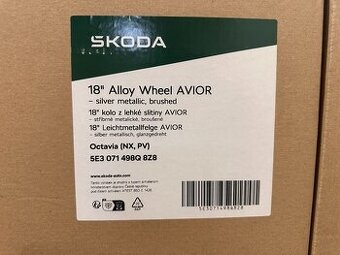 ŠKODA
18" Alloy Wheel AVIOR
– silver metallic, brushed
18" kolo z lehké slitiny AVIOR
– stříbrné metalické, broušené
18" Leichtmetallfelge AVIOR
– silber metallisch, glanzgedreht
Octavia (NX, PV)
5E3 071 498Q 8Z8
www.skoda-auto.com
5E3071498Q8Z8